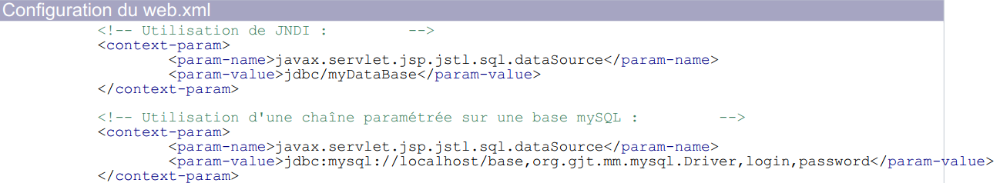 Configuration du web.xml
<!-- Utilisation de JNDI : -->
<context-param>
<param-name>javax.servlet.jsp.jstl.sql.dataSource</param-name>
<param-value>jdbc/myDataBase</param-value>
</context-param>
<!-- Utilisation d'une chaîne paramétrée sur une base mySQL : -->
<context-param>
<param-name>javax.servlet.jsp.jstl.sql.dataSource</param-name>
<param-value>jdbc:mysql://localhost/base,org.gjt.mm.mysql.Driver,login,password</param-value>
</context-param>